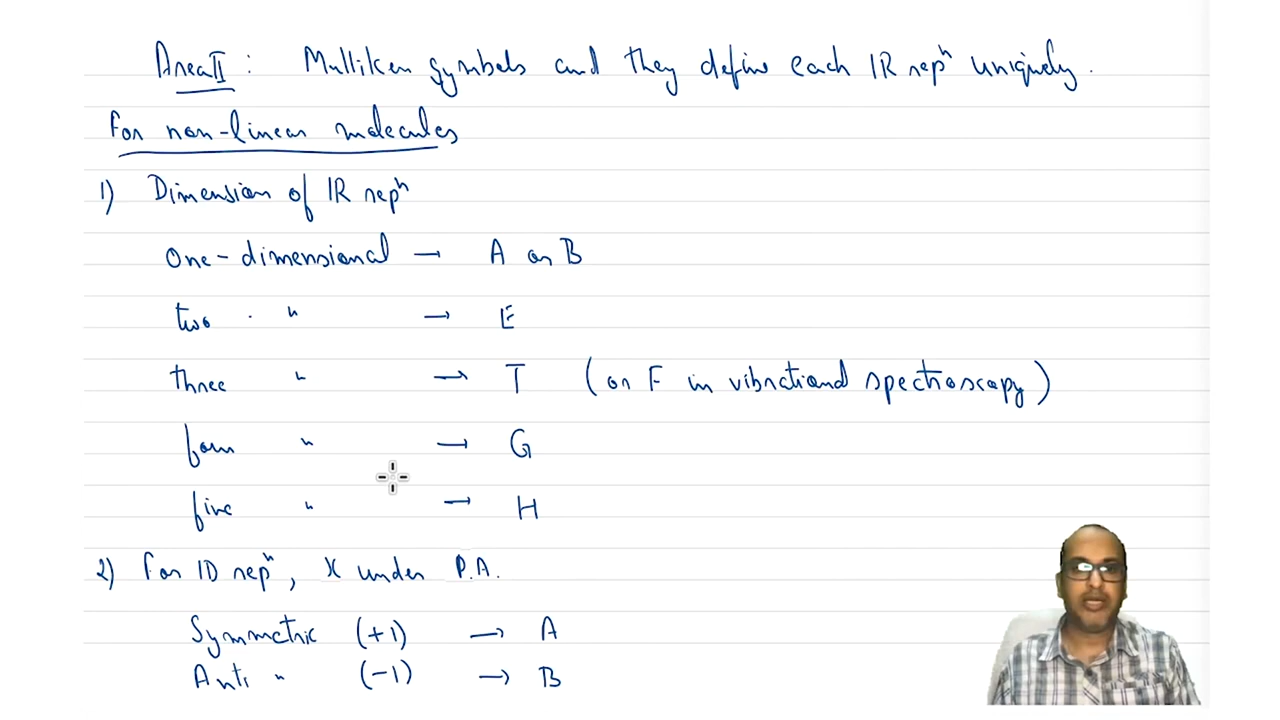 Area II : Mulliken symbols and they define each IR repⁿ uniquely.
For non-linear molecules
1) Dimension of IR repⁿ
One-dimensional → A or B
two " → E
three " → T (or F in vibrational spectroscopy)
four " → G
five " → H
2) For 1D repⁿ, χ under P.A.
Symmetric (+1) → A
Anti " (-1) → B